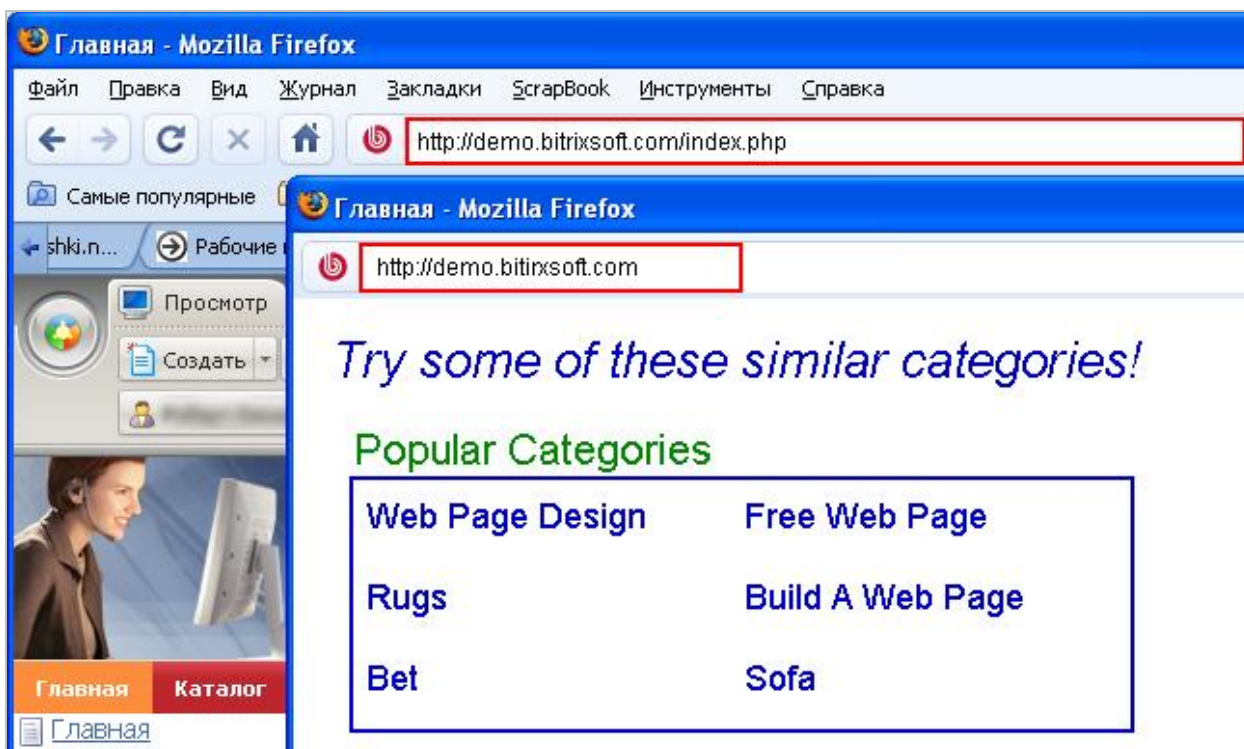 Главная - Mozilla Firefox
Файл Правка Вид Журнал Закладки ScrapBook Инструменты Справка
http://demo.bitrixsoft.com/index.php
Самые популярные
Главная - Mozilla Firefox
shki.n... Рабочие
http://demo.bitirxsoft.com
Просмотр
Создать
Try some of these similar categories!
Popular Categories
Web Page Design Free Web Page
Rugs Build A Web Page
Bet Sofa
Главная Каталог
Главная